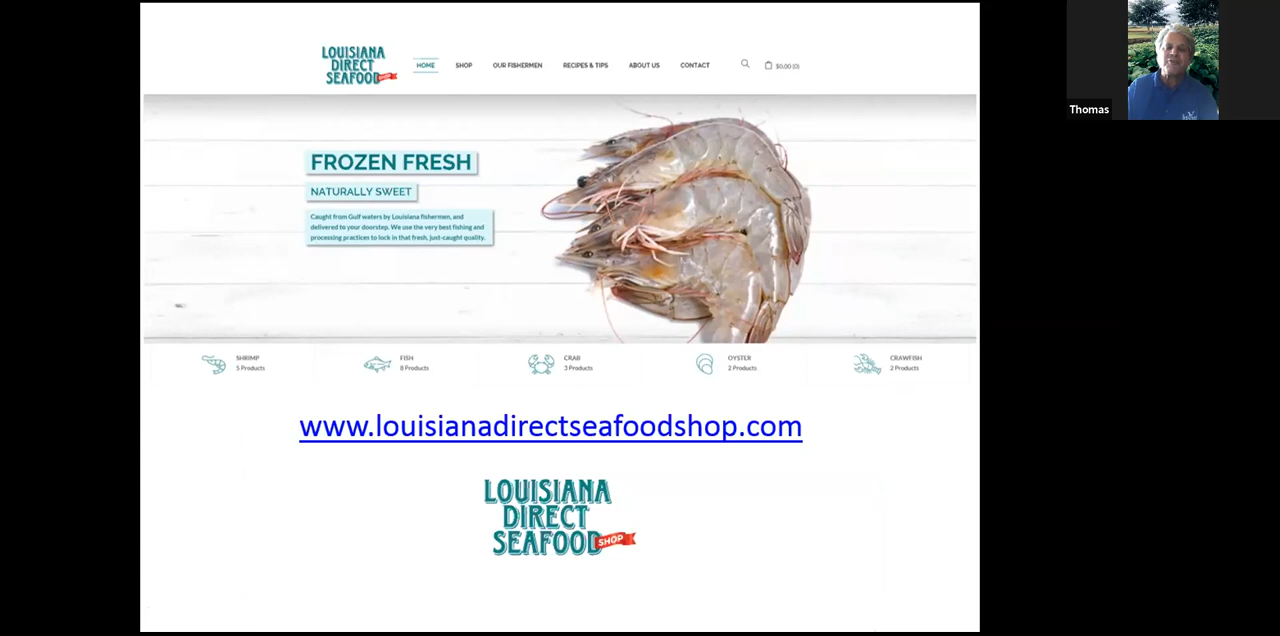 LOUISIANA
DIRECT
SEAFOOD
SHOP
HOME
SHOP
OUR FISHERMEN
RECIPES & TIPS
ABOUT US
CONTACT
$0.00 (0)
Thomas
FROZEN FRESH
NATURALLY SWEET
Caught from Gulf waters by Louisiana fishermen, and
delivered to your doorstep. We use the very best fishing and
processing practices to lock in that fresh, just-caught quality.
SHRIMP
5 Products
FISH
8 Products
CRAB
3 Products
OYSTER
2 Products
CRAWFISH
2 Products
www.louisianadirectseafoodshop.com
LOUISIANA
DIRECT
SEAFOOD
SHOP